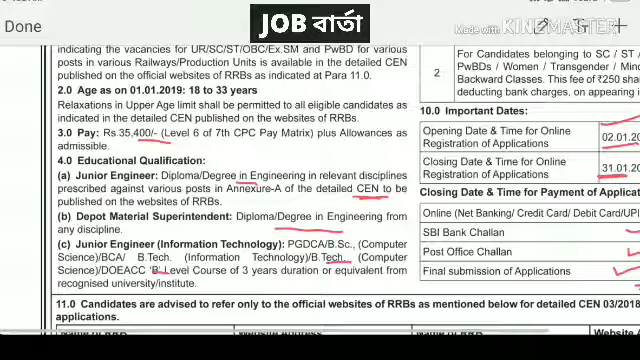 JOB বার্তা
Made with KINEMASTER
Done
indicating the vacancies for UR/SC/ST/OBC/Ex.SM and PwBD for various
posts in various Railways/Production Units is available in the detailed CEN
published on the official websites of RRBs as indicated at Para 11.0.
2.0 Age as on 01.01.2019: 18 to 33 years
Relaxations in Upper Age limit shall be permitted to all eligible candidates as
indicated in the detailed CEN published on the websites of RRBs.
3.0 Pay: Rs.35,400/- (Level 6 of 7th CPC Pay Matrix) plus Allowances as
admissible.
4.0 Educational Qualification:
(a) Junior Engineer: Diploma/Degree in Engineering in relevant disciplines
prescribed against various posts in Annexure-A of the detailed CEN to be
published on the websites of RRBs.
(b) Depot Material Superintendent: Diploma/Degree in Engineering from
any discipline.
(c) Junior Engineer (Information Technology): PGDCA/B.Sc., (Computer
Science)/BCA/ B.Tech. (Information Technology)/B.Tech. (Computer
Science)/DOEACC 'B' Level Course of 3 years duration or equivalent from
recognised university/institute.
For Candidates belonging to SC / ST /
2 PwBDs / Women / Transgender / Mino
Backward Classes. This fee of ₹250 sha
deducting bank charges, on appearing i
10.0 Important Dates:
Opening Date & Time for Online
Registration of Applications
02.01.20
Closing Date & Time for Online
Registration of Applications
31.01.20
Closing Date & Time for Payment of Applica
Online (Net Banking/ Credit Card/ Debit Card/UPI
SBI Bank Challan
Post Office Challan
Final submission of Applications
11.0 Candidates are advised to refer only to the official websites of RRBs as mentioned below for detailed CEN 03/2018
applications.
Name of RRB Website Address Name of RRB